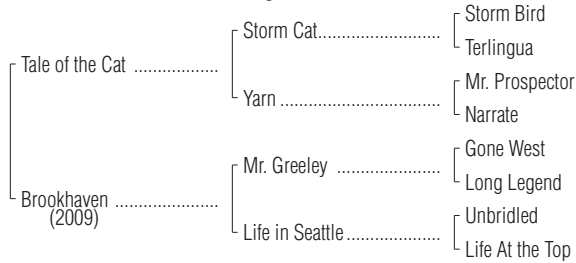 Storm Bird
Storm Cat....................
Terlingua
Tale of the Cat ..................
Mr. Prospector
Yarn ..........................
Narrate
Gone West
Mr. Greeley .................
Long Legend
Brookhaven ......................
(2009)
Unbridled
Life in Seattle................
Life At the Top